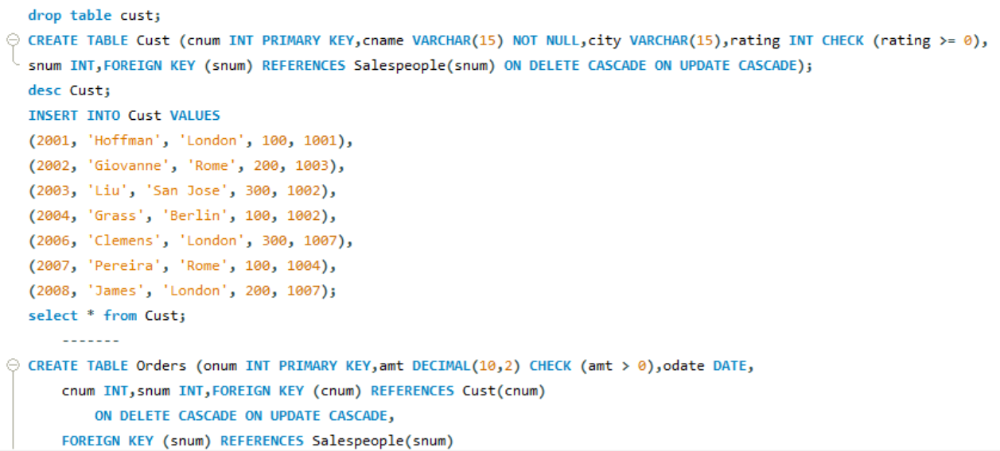 drop table cust;
CREATE TABLE Cust (cnum INT PRIMARY KEY,cname VARCHAR(15) NOT NULL,city VARCHAR(15),rating INT CHECK (rating >= 0),
snum INT,FOREIGN KEY (snum) REFERENCES Salespeople(snum) ON DELETE CASCADE ON UPDATE CASCADE);
desc Cust;
INSERT INTO Cust VALUES
(2001, 'Hoffman', 'London', 100, 1001),
(2002, 'Giovanne', 'Rome', 200, 1003),
(2003, 'Liu', 'San Jose', 300, 1002),
(2004, 'Grass', 'Berlin', 100, 1002),
(2006, 'Clemens', 'London', 300, 1007),
(2007, 'Pereira', 'Rome', 100, 1004),
(2008, 'James', 'London', 200, 1007);
select * from Cust;
-------
CREATE TABLE Orders (onum INT PRIMARY KEY,amt DECIMAL(10,2) CHECK (amt > 0),odate DATE,
cnum INT,snum INT,FOREIGN KEY (cnum) REFERENCES Cust(cnum)
ON DELETE CASCADE ON UPDATE CASCADE,
FOREIGN KEY (snum) REFERENCES Salespeople(snum)